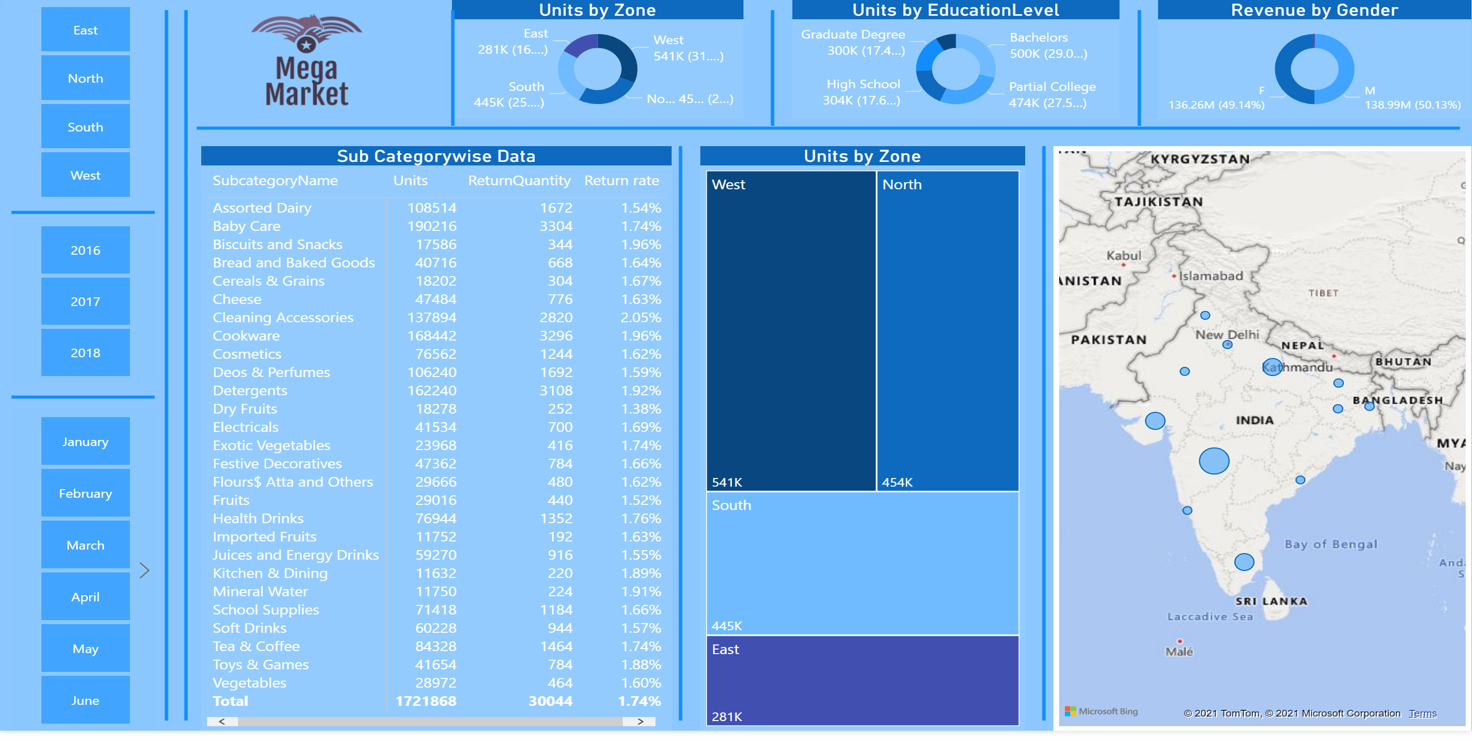 East
North
South
West
2016
2017
2018
January
February
March
April
May
June
Mega
Market
Units by Zone
East
281K (16....)
West
541K (31....)
South
445K (25....)
No... 45... (2...)
Units by EducationLevel
Graduate Degree
300K (17.4...)
Bachelors
500K (29.0...)
High School
304K (17.6...)
Partial College
474K (27.5...)
Revenue by Gender
F
136.26M (49.14%)
M
138.99M (50.13%)
Sub Categorywise Data
SubcategoryName Units ReturnQuantity Return rate
Assorted Dairy 108514 1672 1.54%
Baby Care 190216 3304 1.74%
Biscuits and Snacks 17586 344 1.96%
Bread and Baked Goods 40716 668 1.64%
Cereals & Grains 18202 304 1.67%
Cheese 47484 776 1.63%
Cleaning Accessories 137894 2820 2.05%
Cookware 168442 3296 1.96%
Cosmetics 76562 1244 1.62%
Deos & Perfumes 106240 1692 1.59%
Detergents 162240 3108 1.92%
Dry Fruits 18278 252 1.38%
Electricals 41534 700 1.69%
Exotic Vegetables 23968 416 1.74%
Festive Decoratives 47362 784 1.66%
Flours$ Atta and Others 29666 480 1.62%
Fruits 29016 440 1.52%
Health Drinks 76944 1352 1.76%
Imported Fruits 11752 192 1.63%
Juices and Energy Drinks 59270 916 1.55%
Kitchen & Dining 11632 220 1.89%
Mineral Water 11750 224 1.91%
School Supplies 71418 1184 1.66%
Soft Drinks 60228 944 1.57%
Tea & Coffee 84328 1464 1.74%
Toys & Games 41654 784 1.88%
Vegetables 28972 464 1.60%
Total 1721868 30044 1.74%
Units by Zone
West
541K
North
454K
South
445K
East
281K
KYRGYZSTAN
TAJIKISTAN
Kabul
Islamabad
ANISTAN
TIBET
PAKISTAN
New Delhi
NEPAL
Kathmandu
BHUTAN
BANGLADESH
INDIA
MYA
Nay
Bay of Bengal
Anda
S
SRI LANKA
Laccadive Sea
Malé
Microsoft Bing
© 2021 TomTom, © 2021 Microsoft Corporation Terms